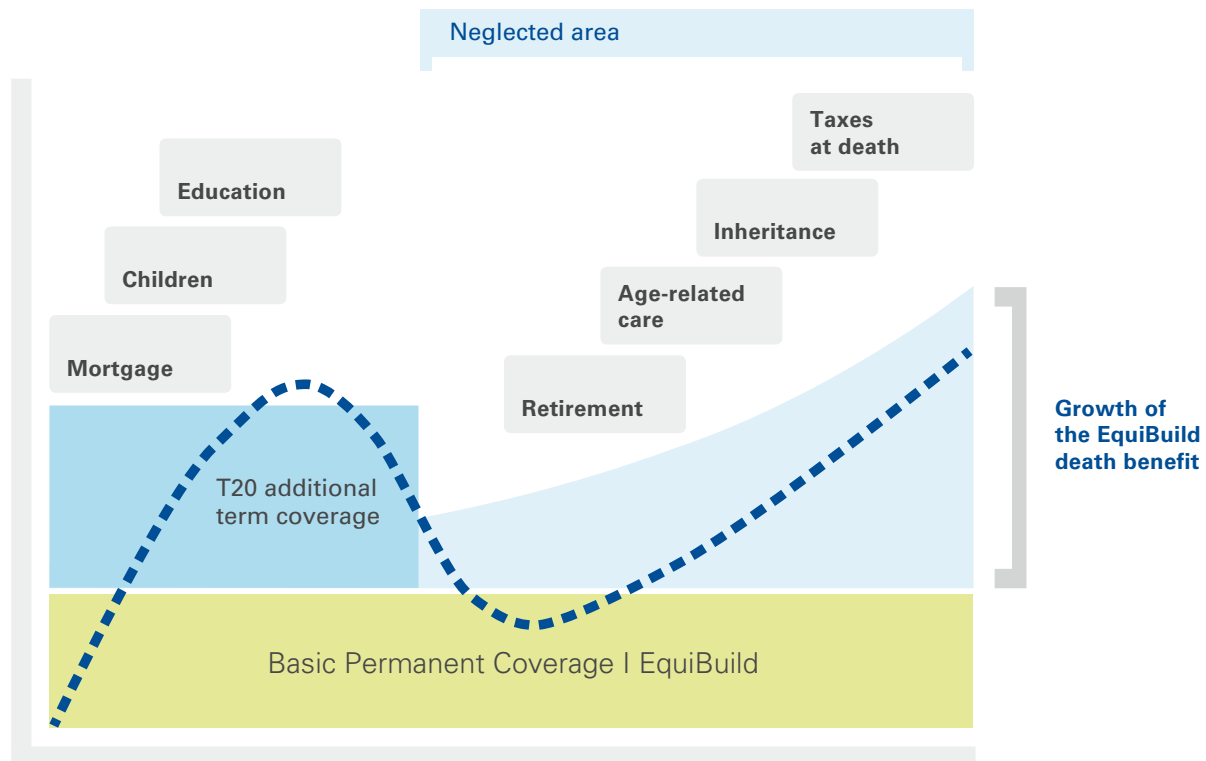 Neglected area
Taxes
at death
Education
Inheritance
Children
Age-related
care
Mortgage
Retirement
Growth of
the EquiBuild
death benefit
T20 additional
term coverage
Basic Permanent Coverage I EquiBuild